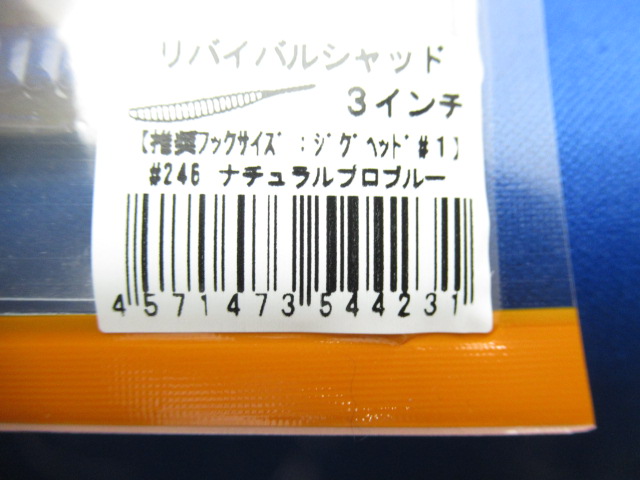 リバイバルシャッド
3インチ
【推奨フックサイズ:ジグヘッド#1】
#246 ナチュラルプロブルー
4571473544231